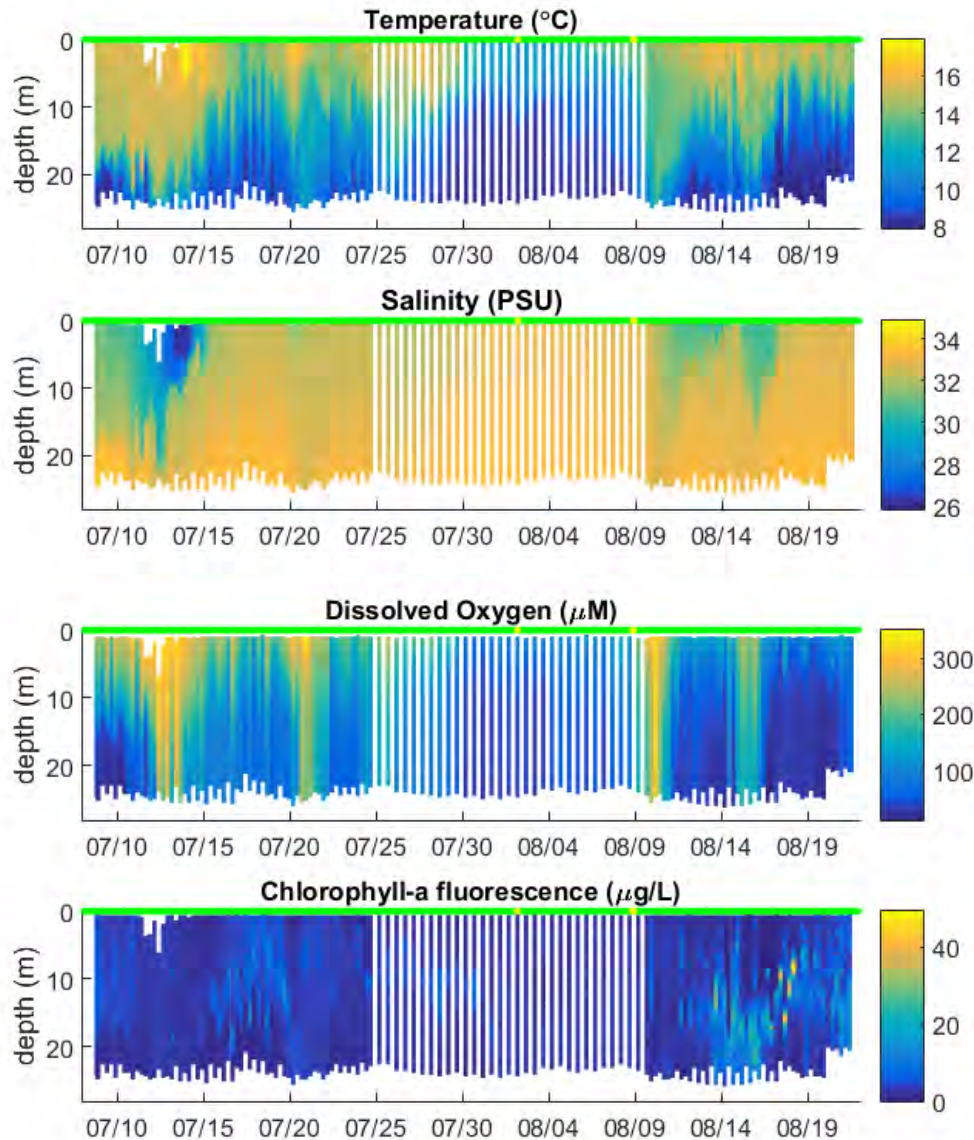 Temperature (°C)
depth (m)
0
10
20
07/10 07/15 07/20 07/25 07/30 08/04 08/09 08/14 08/19
16
14
12
10
8
Salinity (PSU)
depth (m)
0
10
20
07/10 07/15 07/20 07/25 07/30 08/04 08/09 08/14 08/19
34
32
30
28
26
Dissolved Oxygen (μM)
depth (m)
0
10
20
07/10 07/15 07/20 07/25 07/30 08/04 08/09 08/14 08/19
300
200
100
Chlorophyll-a fluorescence (μg/L)
depth (m)
0
10
20
07/10 07/15 07/20 07/25 07/30 08/04 08/09 08/14 08/19
40
20
0